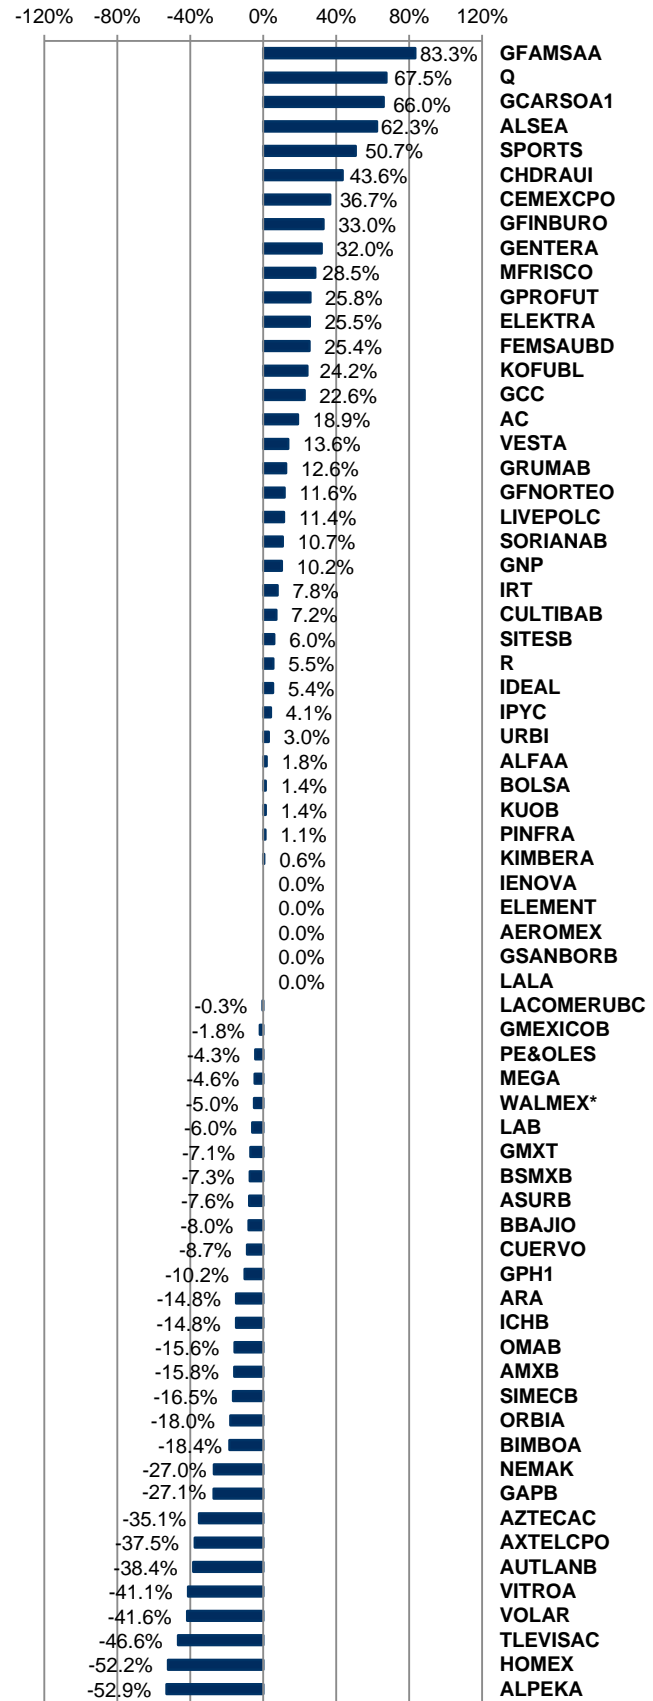 -120% -80% -40% 0% 40% 80% 120%
83.3% GFAMSAA
67.5% Q
66.0% GCARSOA1
62.3% ALSEA
50.7% SPORTS
43.6% CHDRAUI
36.7% CEMEXCPO
33.0% GFINBURO
32.0% GENTERA
28.5% MFRISCO
25.8% GPROFUT
25.5% ELEKTRA
25.4% FEMSAUBD
24.2% KOFUBL
22.6% GCC
18.9% AC
13.6% VESTA
12.6% GRUMAB
11.6% GFNORTEO
11.4% LIVEPOLC
10.7% SORIANAB
10.2% GNP
7.8% IRT
7.2% CULTIBAB
6.0% SITESB
5.5% R
5.4% IDEAL
4.1% IPYC
3.0% URBI
1.8% ALFAA
1.4% BOLSA
1.4% KUOB
1.1% PINFRA
0.6% KIMBERA
0.0% IENOVA
0.0% ELEMENT
0.0% AEROMEX
0.0% GSANBORB
0.0% LALA
-0.3% LACOMERUBC
-1.8% GMEXICOB
-4.3% PE&OLES
-4.6% MEGA
-5.0% WALMEX*
-6.0% LAB
-7.1% GMXT
-7.3% BSMXB
-7.6% ASURB
-8.0% BBAJIO
-8.7% CUERVO
-10.2% GPH1
-14.8% ARA
-14.8% ICHB
-15.6% OMAB
-15.8% AMXB
-16.5% SIMECB
-18.0% ORBIA
-18.4% BIMBOA
-27.0% NEMAK
-27.1% GAPB
-35.1% AZTECAC
-37.5% AXTELCPO
-38.4% AUTLANB
-41.1% VITROA
-41.6% VOLAR
-46.6% TLEVISAC
-52.2% HOMEX
-52.9% ALPEKA